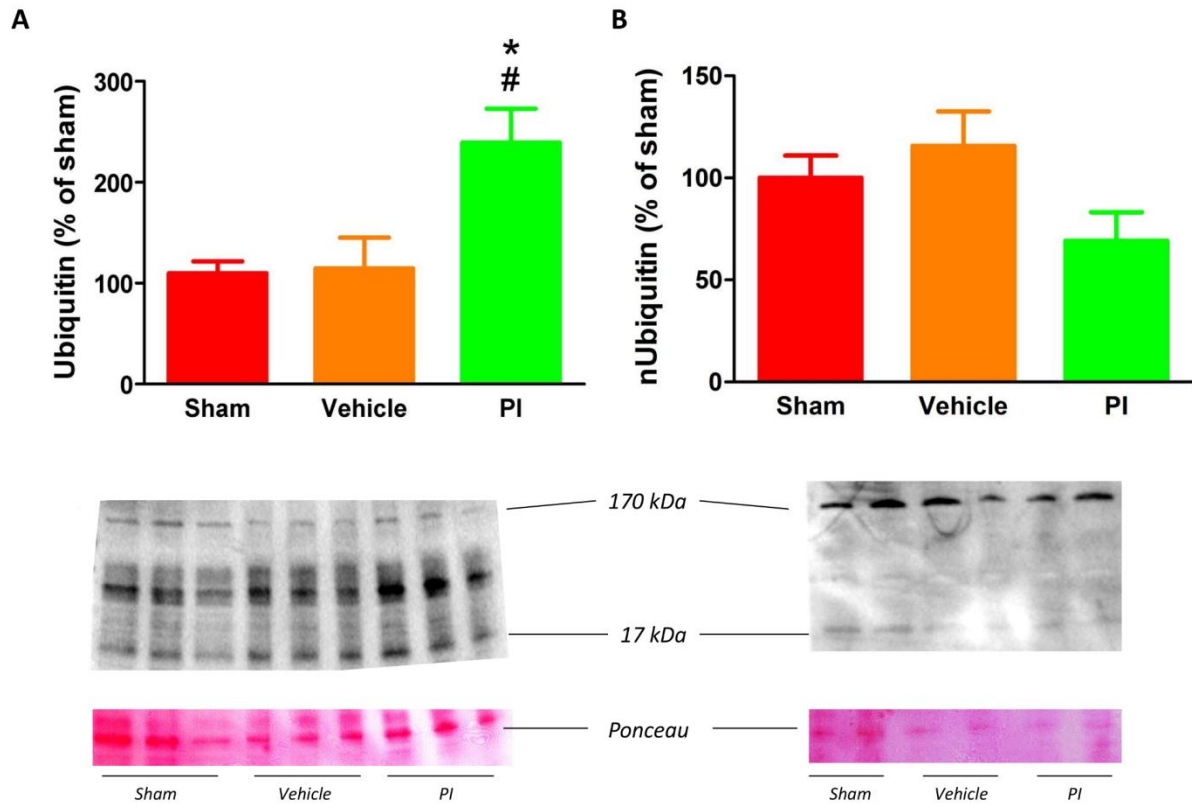 A
B
Ubiquitin (% of sham)
300
200
100
0
*
#
Sham Vehicle PI
nUbiquitin (% of sham)
150
100
50
0
Sham Vehicle PI
170 kDa
17 kDa
Ponceau
Sham Vehicle PI
Sham Vehicle PI